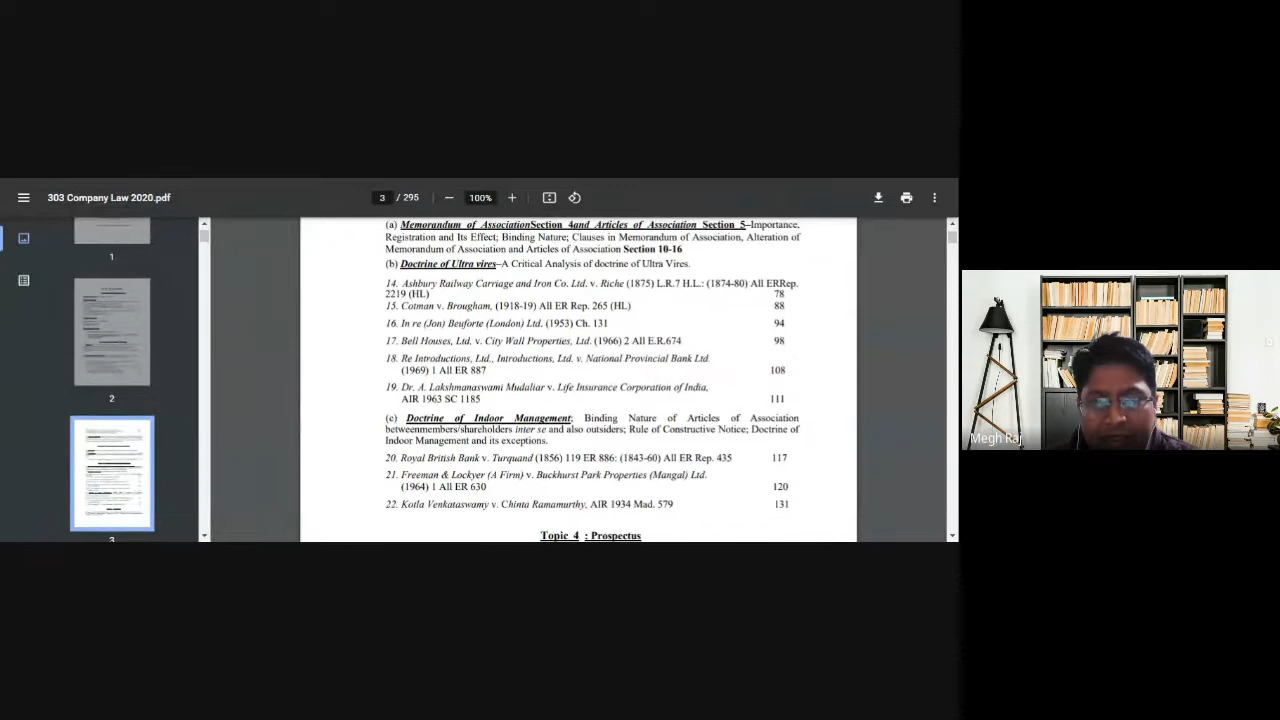 303 Company Law 2020.pdf
3 / 295
100%
(a) Memorandum of AssociationSection 4and Articles of Association Section 5–Importance,
Registration and Its Effect; Binding Nature; Clauses in Memorandum of Association, Alteration of
Memorandum of Association and Articles of Association Section 10-16
(b) Doctrine of Ultra vires–A Critical Analysis of doctrine of Ultra Vires.
14. Ashbury Railway Carriage and Iron Co. Ltd. v. Riche (1875) L.R.7 H.L.: (1874-80) All ERRep.
2219 (HL) 78
15. Cotman v. Brougham, (1918-19) All ER Rep. 265 (HL) 88
16. In re (Jon) Beuforte (London) Ltd. (1953) Ch. 131 94
17. Bell Houses, Ltd. v. City Wall Properties, Ltd. (1966) 2 All E.R.674 98
18. Re Introductions, Ltd., Introductions, Ltd. v. National Provincial Bank Ltd.
(1969) 1 All ER 887 108
19. Dr. A. Lakshmanaswami Mudaliar v. Life Insurance Corporation of India,
AIR 1963 SC 1185 111
(c) Doctrine of Indoor Management; Binding Nature of Articles of Association
betweenmembers/shareholders inter se and also outsiders; Rule of Constructive Notice; Doctrine of
Indoor Management and its exceptions.
20. Royal British Bank v. Turquand (1856) 119 ER 886: (1843-60) All ER Rep. 435 117
21. Freeman & Lockyer (A Firm) v. Buckhurst Park Properties (Mangal) Ltd.
(1964) 1 All ER 630 120
22. Kotla Venkataswamy v. Chinta Ramamurthy, AIR 1934 Mad. 579 131
Topic 4 : Prospectus
1
2
3
Megh Raj